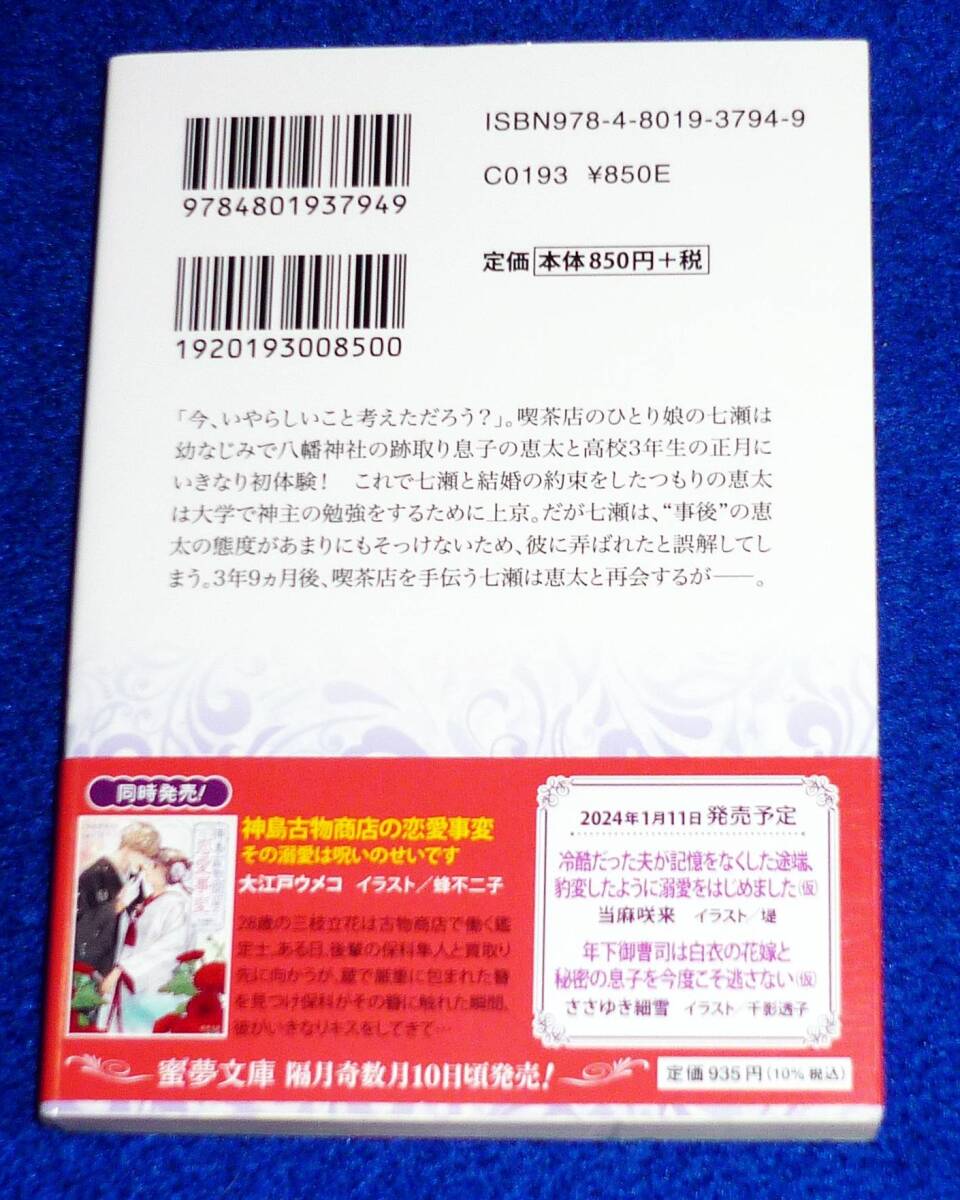 ISBN978-4-8019-3794-9
9784801937949
C0193 ¥850E
定価 本体850円+税
1920193008500
「今、いやらしいこと考えただろう?」。喫茶店のひとり娘の七瀬は
幼なじみで八幡神社の跡取り息子の恵太と高校3年生の正月に
いきなり初体験! これで七瀬と結婚の約束をしたつもりの恵太
は大学で神主の勉強をするために上京。だが七瀬は、“事後”の恵
太の態度があまりにもそっけないため、彼に弄ばれたと誤解してし
まう。3年9ヵ月後、喫茶店を手伝う七瀬は恵太と再会するが――。
同時発売!
神島古物商店の恋愛事変
その溺愛は呪いのせいです
大江戸ウメコ イラスト/蜂不二子
28歳の三枝立花は古物商店で働く鑑
定士。ある日、後輩の保科隼人と買取り
先に向かうが、蔵で厳重に包まれた簪
を見つけ保科がその簪に触れた瞬間、
彼がいきなりキスをしてきて…
恋愛事変
2024年1月11日 発売予定
冷酷だった夫が記憶をなくした途端、
豹変したように溺愛をはじめました(仮)
当麻咲来 イラスト/堤
年下御曹司は白衣の花嫁と
秘密の息子を今度こそ逃さない(仮)
ささゆき細雪 イラスト/千影透子
蜜夢文庫 隔月奇数月10日頃発売!
定価935円(10%税込)